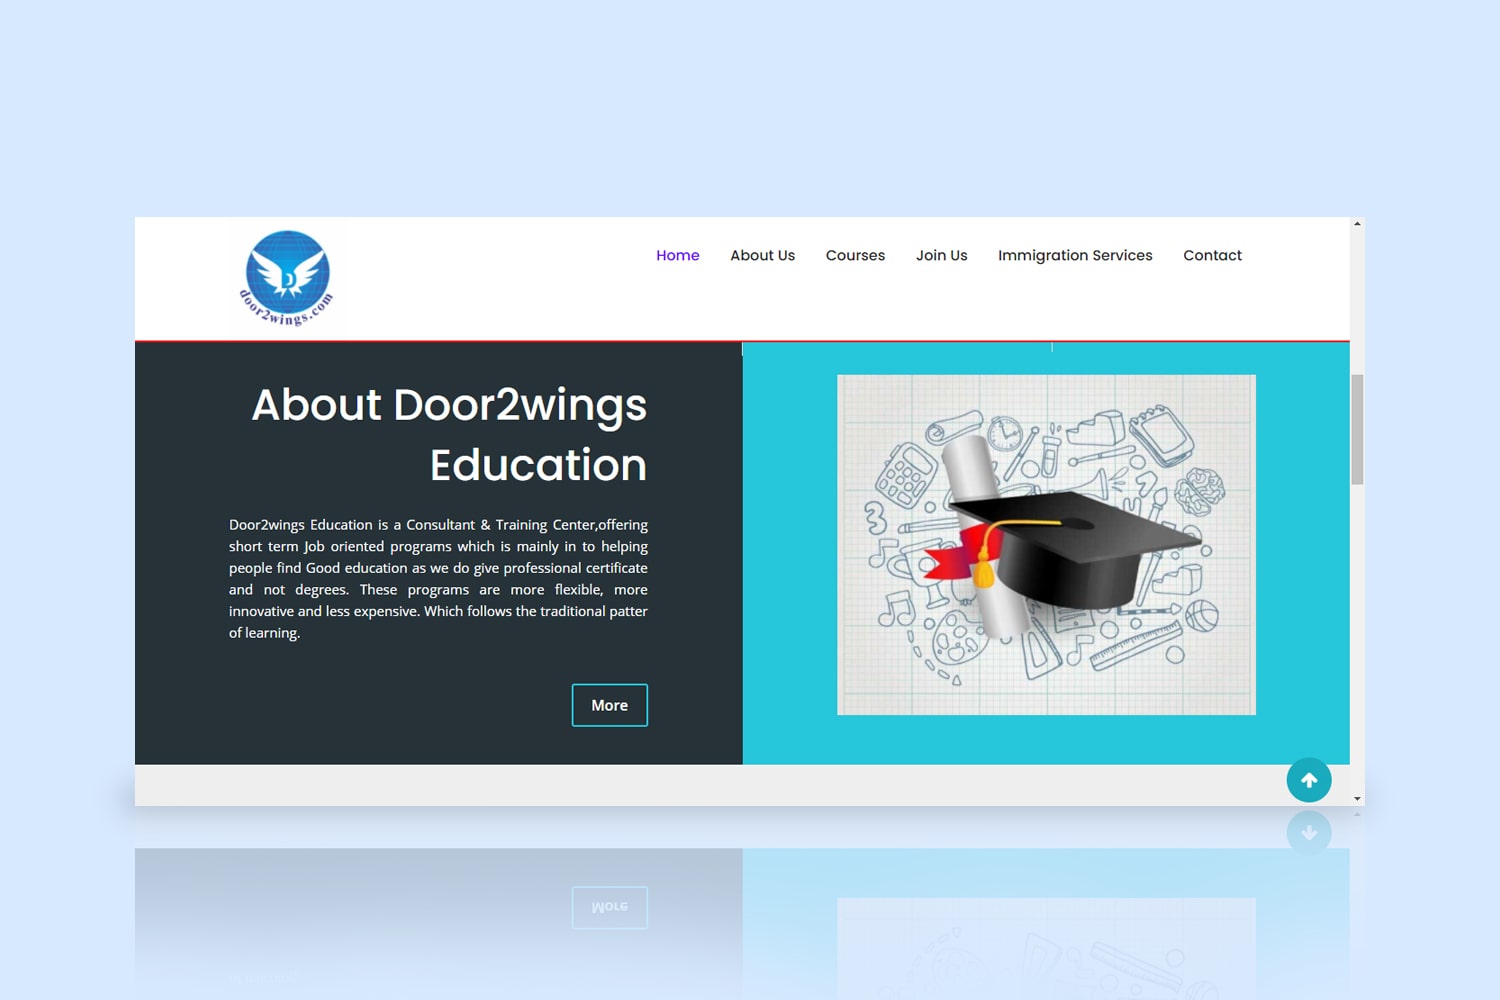 D
door2wings.com
Home About Us Courses Join Us Immigration Services Contact
About Door2wings
Education
Door2wings Education is a Consultant & Training Center,offering
short term Job oriented programs which is mainly in to helping
people find Good education as we do give professional certificate
and not degrees. These programs are more flexible, more
innovative and less expensive. Which follows the traditional patter
of learning.
More
3
7
More